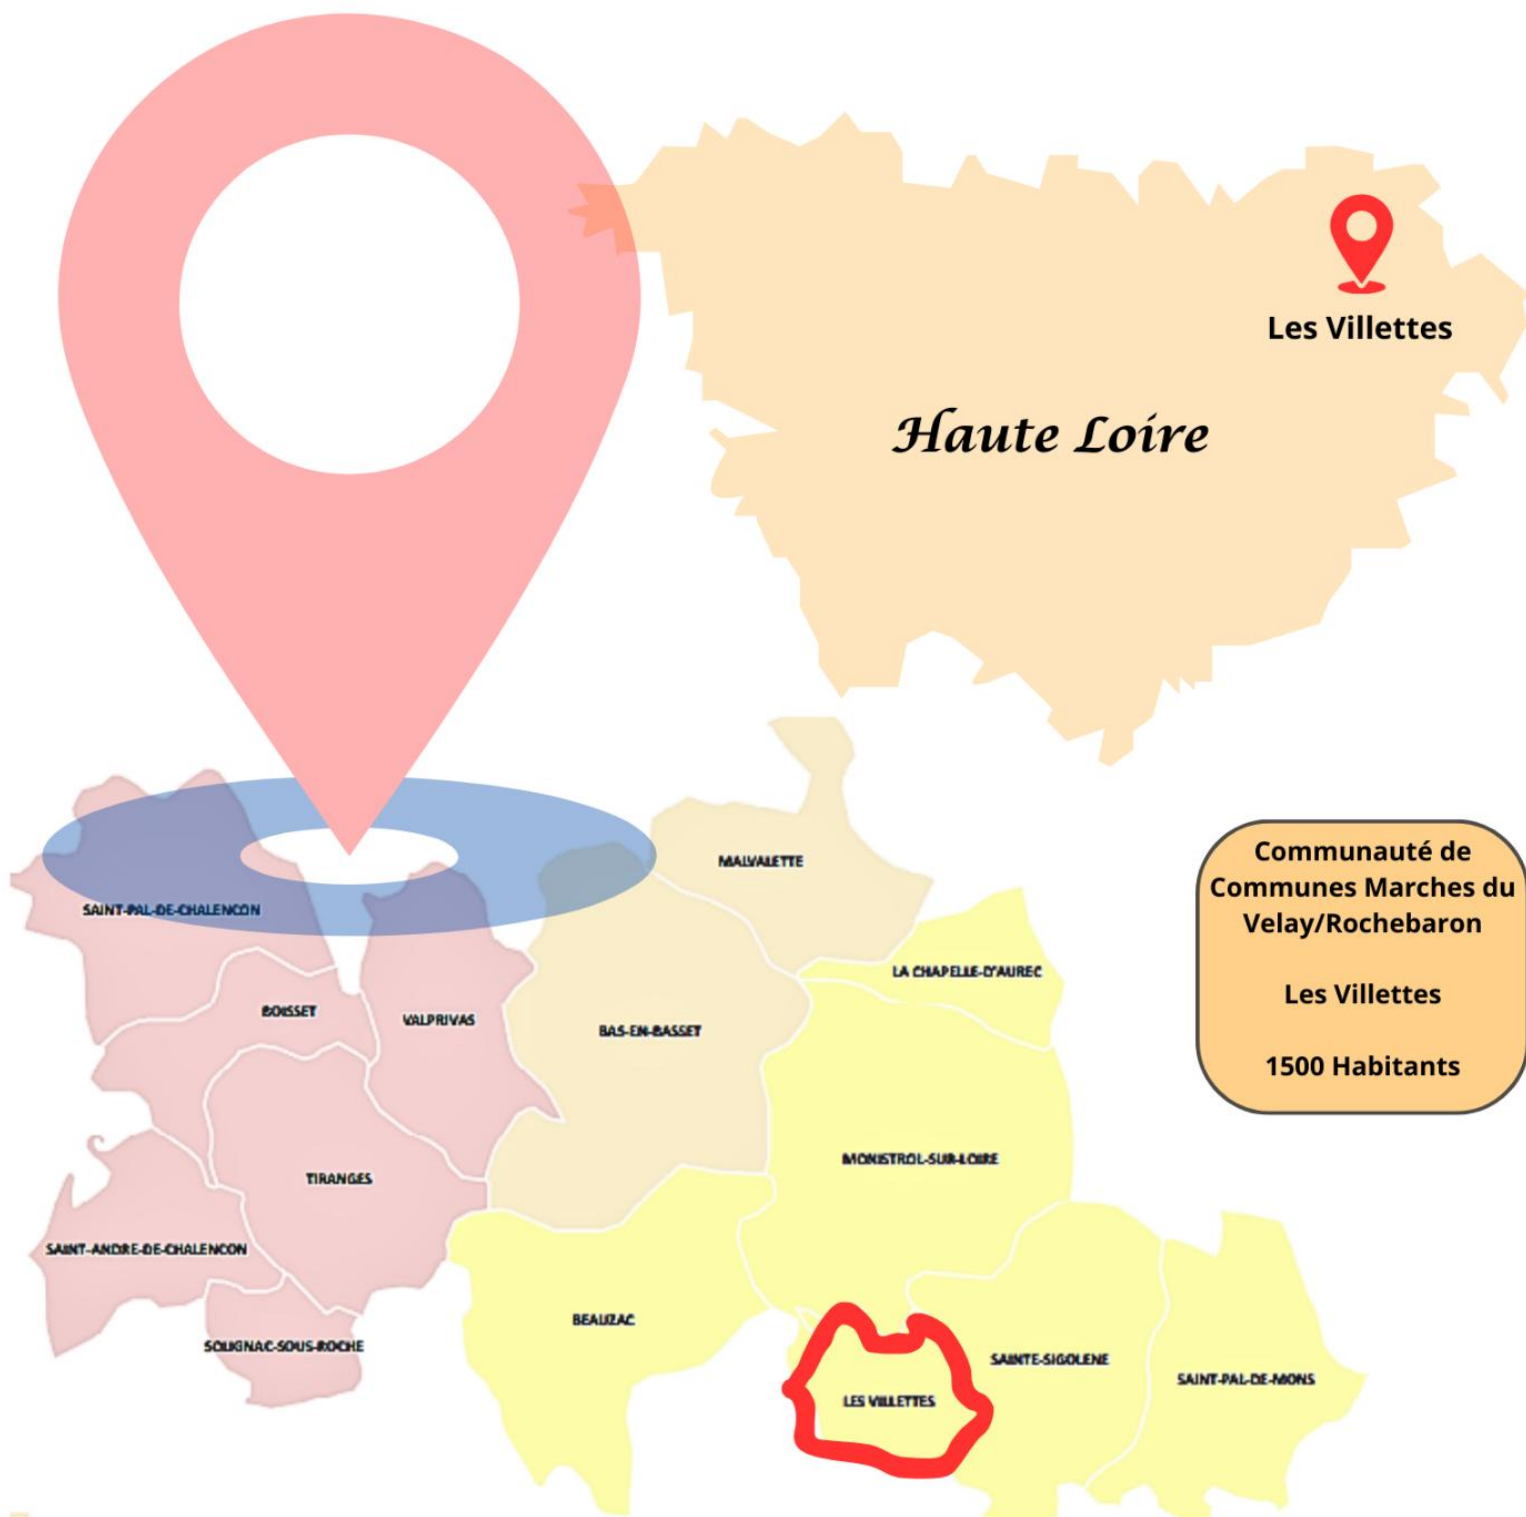 Les Villettes
Haute Loire
MALVALETTE
Communauté de
Communes Marches du
Velay/Rochebaron
Les Villettes
1500 Habitants
SAINT-PAL-DE-CHALENCON
LA CHAPELLE-D'AUREC
BOISSET
VALPRIVAS
BAS-EN-BASSET
MONISTROL-SUR-LOIRE
TIRANGES
SAINT-ANDRE-DE-CHALENCON
BEAUZAC
SOLIGNAC-SOUS-ROCHE
SAINTE-SIGOLENE
SAINT-PAL-DE-MONS
LES VILLETTES